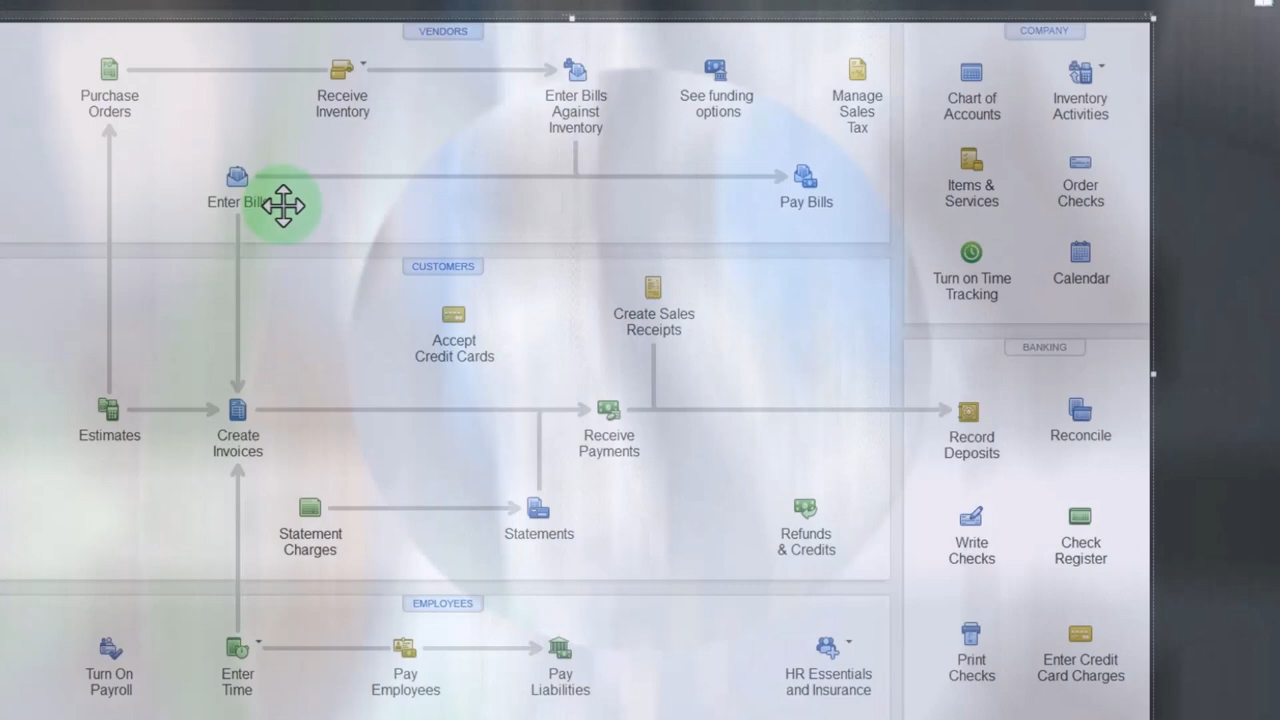 VENDORS
Purchase
Orders
Receive
Inventory
Enter Bills
Against
Inventory
See funding
options
Manage
Sales
Tax
Enter Bills
Pay Bills
CUSTOMERS
Accept
Credit Cards
Create Sales
Receipts
Estimates
Create
Invoices
Receive
Payments
Statement
Charges
Statements
Refunds
& Credits
EMPLOYEES
Turn On
Payroll
Enter
Time
Pay
Employees
Pay
Liabilities
HR Essentials
and Insurance
COMPANY
Chart of
Accounts
Inventory
Activities
Items &
Services
Order
Checks
Turn on Time
Tracking
Calendar
BANKING
Record
Deposits
Reconcile
Write
Checks
Check
Register
Print
Checks
Enter Credit
Card Charges